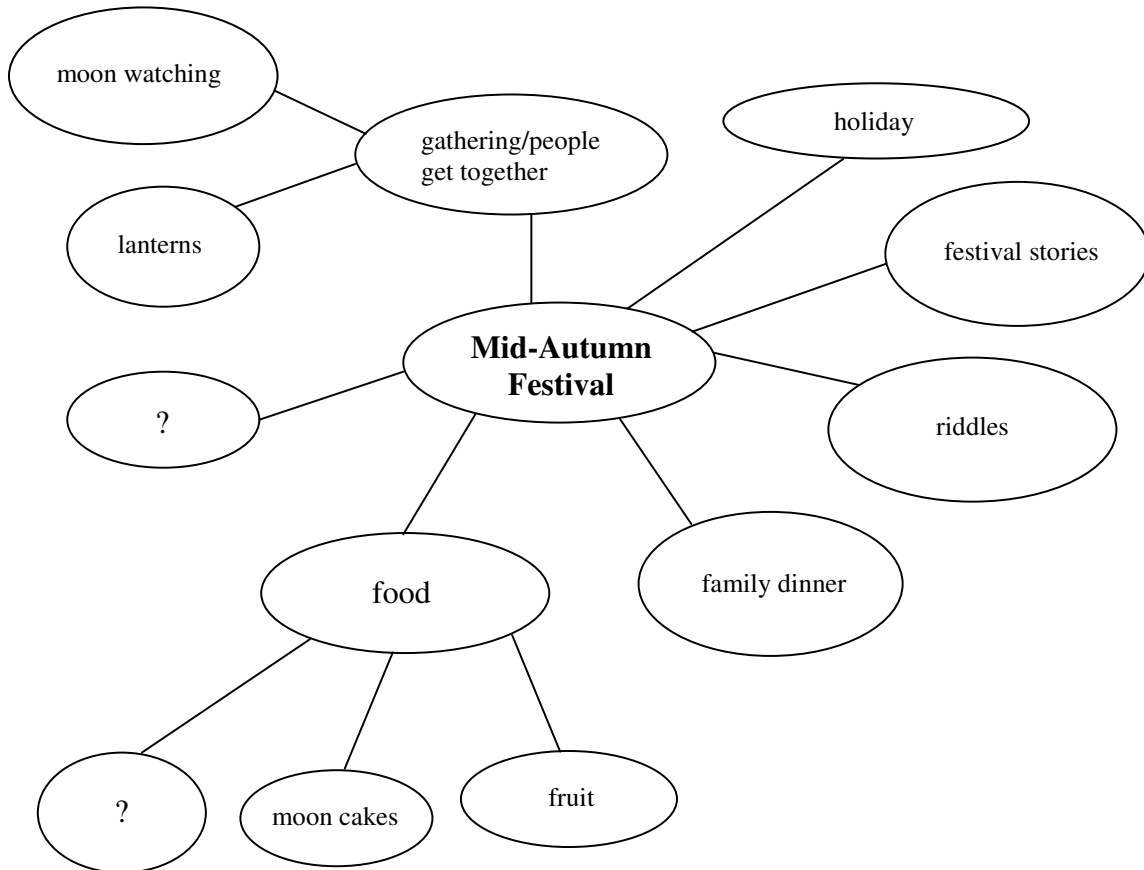 moon watching
gathering/people
get together
holiday
lanterns
festival stories
Mid-Autumn
Festival
?
riddles
food
family dinner
?
moon cakes
fruit